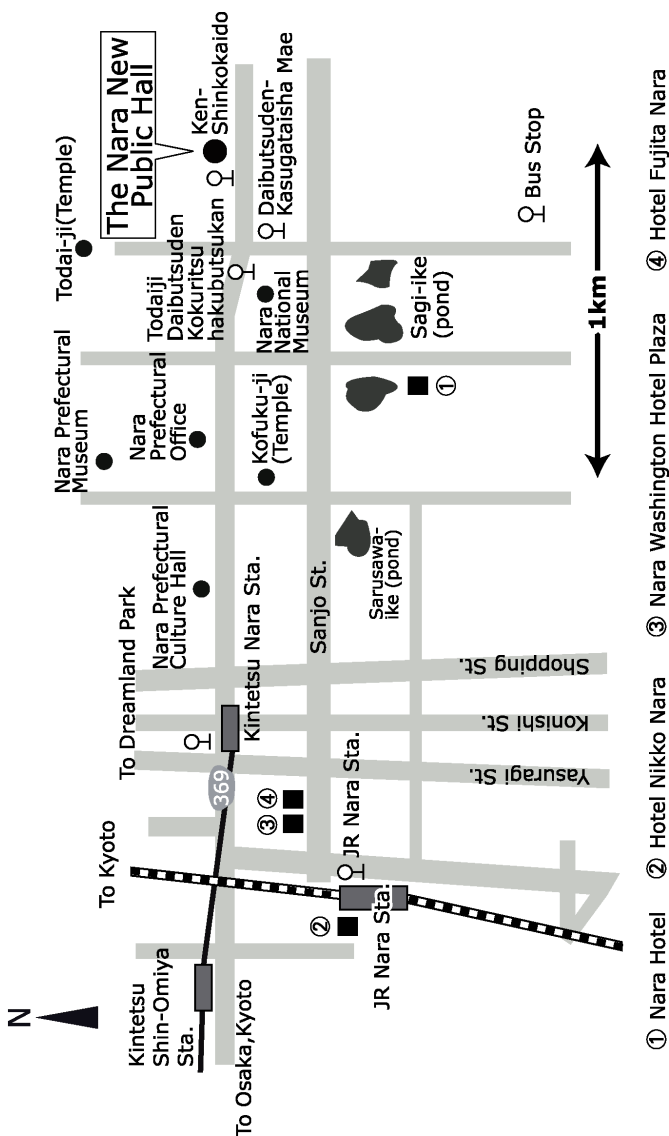 N
To Kyoto
To Dreamland Park
Nara Prefectural
Museum
Todai-ji(Temple)
The Nara New
Public Hall
Kintetsu
Shin-Omiya
Sta.
Nara Prefectural
Culture Hall
Nara
Prefectural
Office
Todaiji
Daibutsuden
Kokuritsu
hakubutsukan
Ken-
Shinkokaido
369
To Osaka,Kyoto
Kintetsu Nara Sta.
Kofuku-ji
(Temple)
Nara
National
Museum
Daibutsuden-
Kasugataisha Mae
③ ④
②
Sanjo St.
JR Nara Sta.
JR Nara Sta.
Sarusawa-
ike (pond)
①
Sagi-ike
(pond)
Yasuragi St.
Konishi St.
Shopping St.
Bus Stop
1km
① Nara Hotel
② Hotel Nikko Nara
③ Nara Washington Hotel Plaza
④ Hotel Fujita Nara